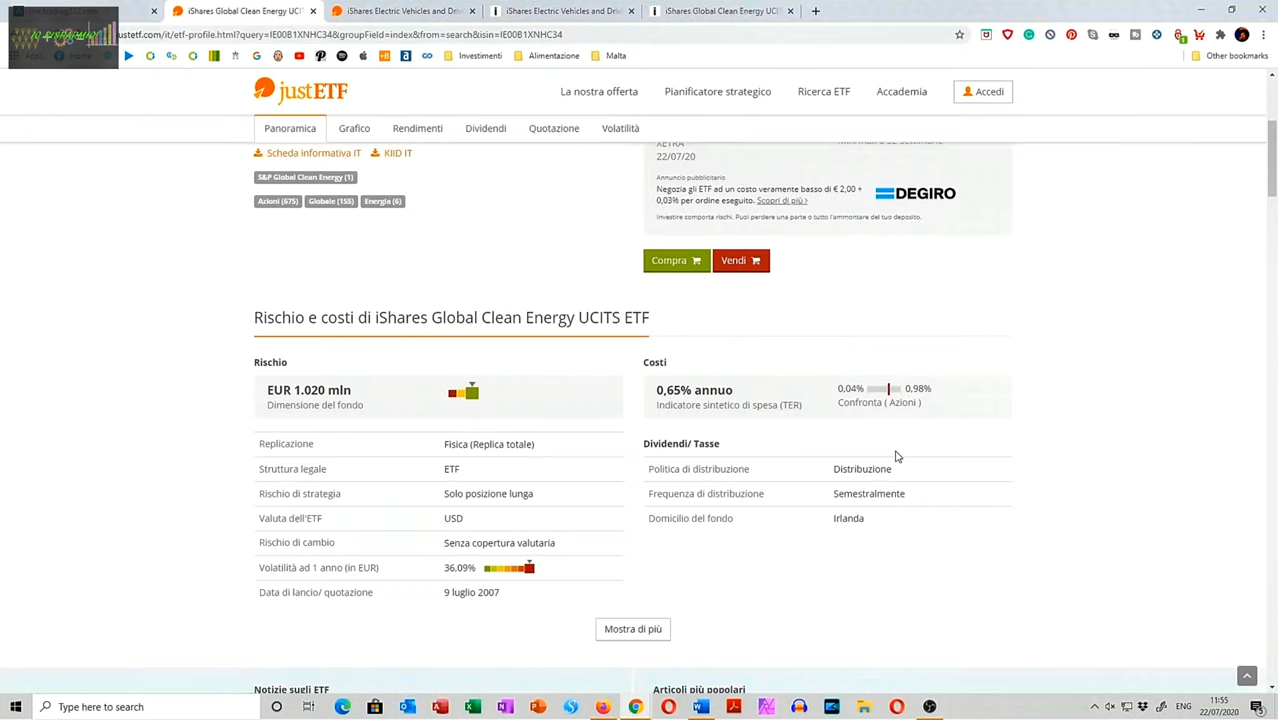 iShares Global Clean Energy UCI
iShares Electric Vehicles and Driv
iShares Electric Vehicles and Driv
iShares Global Clean Energy UCI
justetf.com/it/etf-profile.html?query=IE00B1XNHC34&groupField=index&from=search&isin=IE00B1XNHC34
Investimenti
Alimentazione
Malta
Other bookmarks
justETF
La nostra offerta
Pianificatore strategico
Ricerca ETF
Accademia
Accedi
Panoramica
Grafico
Rendimenti
Dividendi
Quotazione
Volatilità
Scheda informativa IT
KIID IT
S&P Global Clean Energy (1)
Azioni (675)
Globale (155)
Energia (6)
XETRA
22/07/20
Annuncio pubblicitario
Negozia gli ETF ad un costo veramente basso di € 2,00 +
0,03% per ordine eseguito. Scopri di più›
DEGIRO
Investire comporta rischi. Puoi perdere una parte o tutto l'ammontare del tuo deposito.
Compra
Vendi
Rischio e costi di iShares Global Clean Energy UCITS ETF
Rischio
EUR 1.020 mln
Dimensione del fondo
Replicazione Fisica (Replica totale)
Struttura legale ETF
Rischio di strategia Solo posizione lunga
Valuta dell'ETF USD
Rischio di cambio Senza copertura valutaria
Volatilità ad 1 anno (in EUR) 36,09%
Data di lancio/ quotazione 9 luglio 2007
Costi
0,65% annuo
Indicatore sintetico di spesa (TER)
0,04% 0,98%
Confronta ( Azioni )
Dividendi/ Tasse
Politica di distribuzione Distribuzione
Frequenza di distribuzione Semestralmente
Domicilio del fondo Irlanda
Mostra di più
Notizie sugli ETF
Articoli più popolari
Type here to search
ENG
11:55
22/07/2020